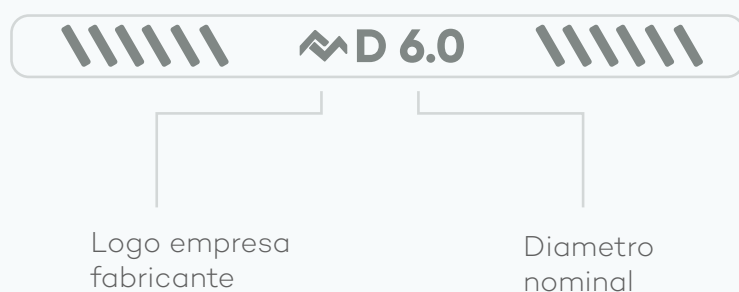 D 6.0
Logo empresa
fabricante
Diametro
nominal